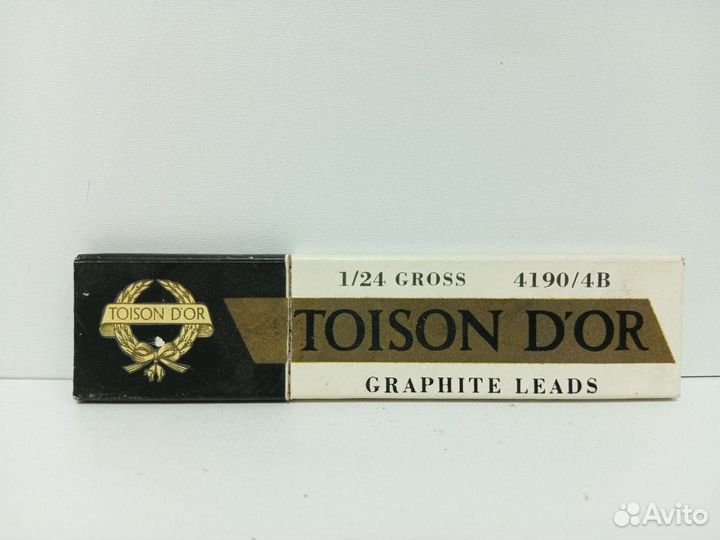 TOISON D'OR
1/24 GROSS 4190/4B
TOISON D'OR
GRAPHITE LEADS
Avito